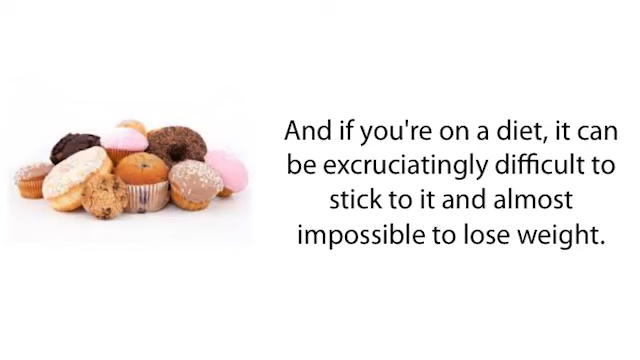 And if you're on a diet, it can
be excruciatingly difficult to
stick to it and almost
impossible to lose weight.